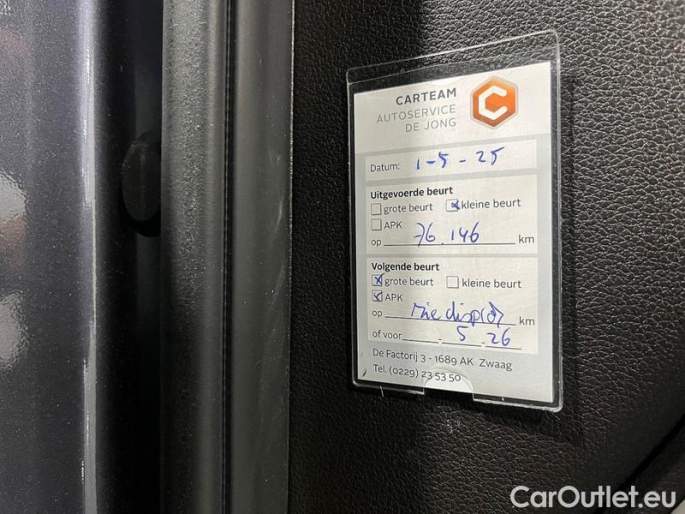 CARTEAM
AUTOSERVICE
DE JONG
Datum: 1-5-25
Uitgevoerde beurt
grote beurt kleine beurt
APK
op 76.146 km
Volgende beurt
grote beurt kleine beurt
APK
op zie display km
of voor 5.26
De Factorij 3 - 1689 AK Zwaag
Tel. (0229) 23 53 50
CarOutlet.eu